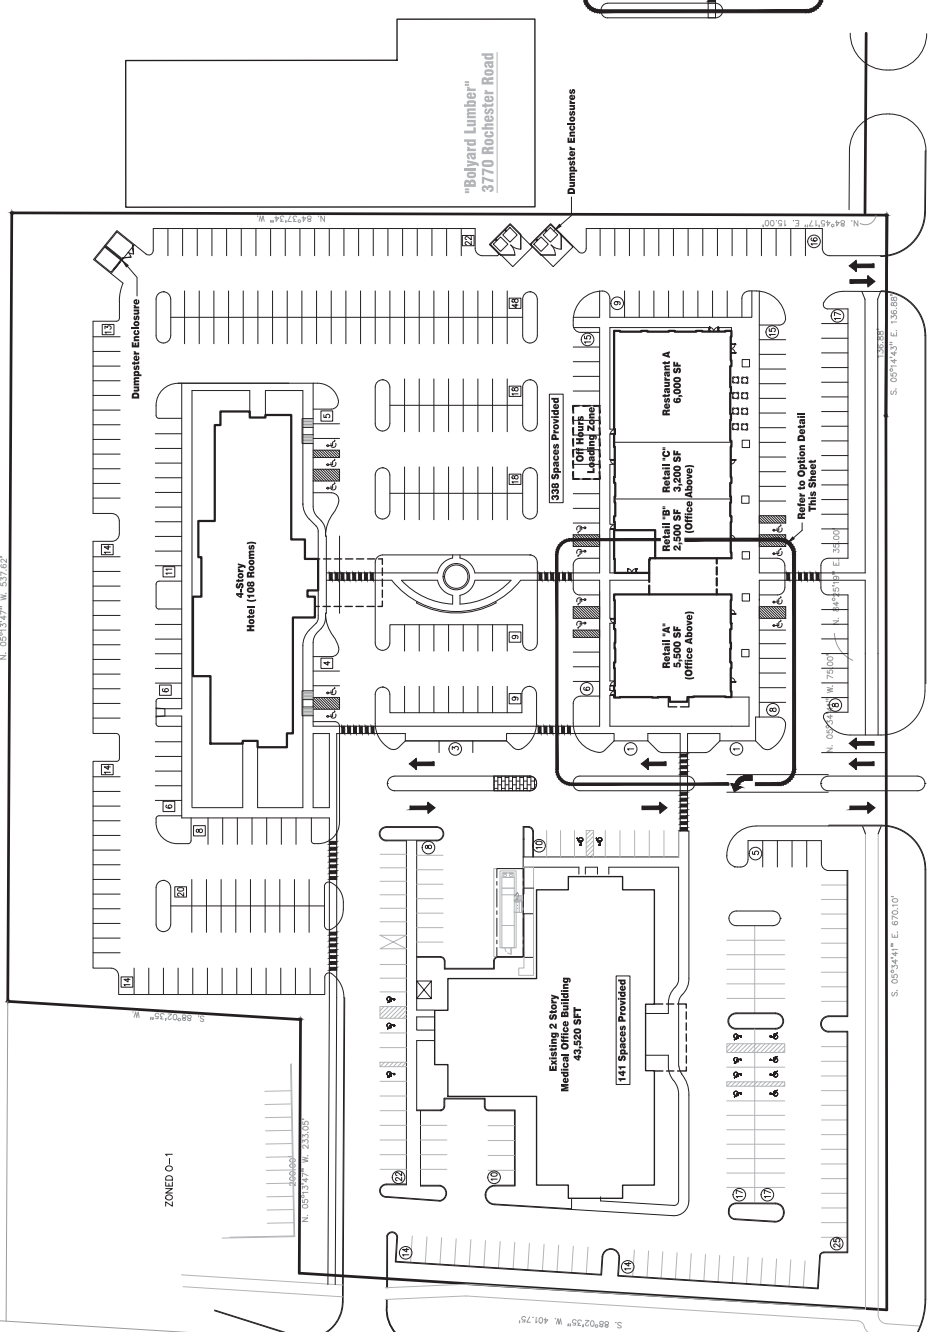 "Bolyard Lumber"
3770 Rochester Road
Dumpster Enclosures
N. 84°37'34" W.
N. 84°45'17" E. 15.00'
22
16
13
Dumpster Enclosure
48
9
15
15
17
136.88'
S. 05°14'43" E. 136.88'
5
18
338 Spaces Provided
Off Hours
Loading Zone
Restaurant A
6,000 SF
Retail "C"
3,200 SF
(Office Above)
Retail "B"
2,500 SF
(Office Above)
Refer to Option Detail
This Sheet
18
14
11
4-Story
Hotel (108 Rooms)
N. 05°13'47" W. 537.62'
N. 84°25'19" E. 35.00'
Retail "A"
5,500 SF
(Office Above)
9
4
6
9
6
8
8
3
1
1
14
6
8
8
10
5
20
14
S. 88°02'35" W.
S. 05°34'41" E. 670.10'
Existing 2 Story
Medical Office Building
43,520 SFT
141 Spaces Provided
ZONED O-1
200.00'
N. 05°13'47" W. 233.05'
22
10
17
17
14
14
25
S. 88°02'35" W. 401.75'